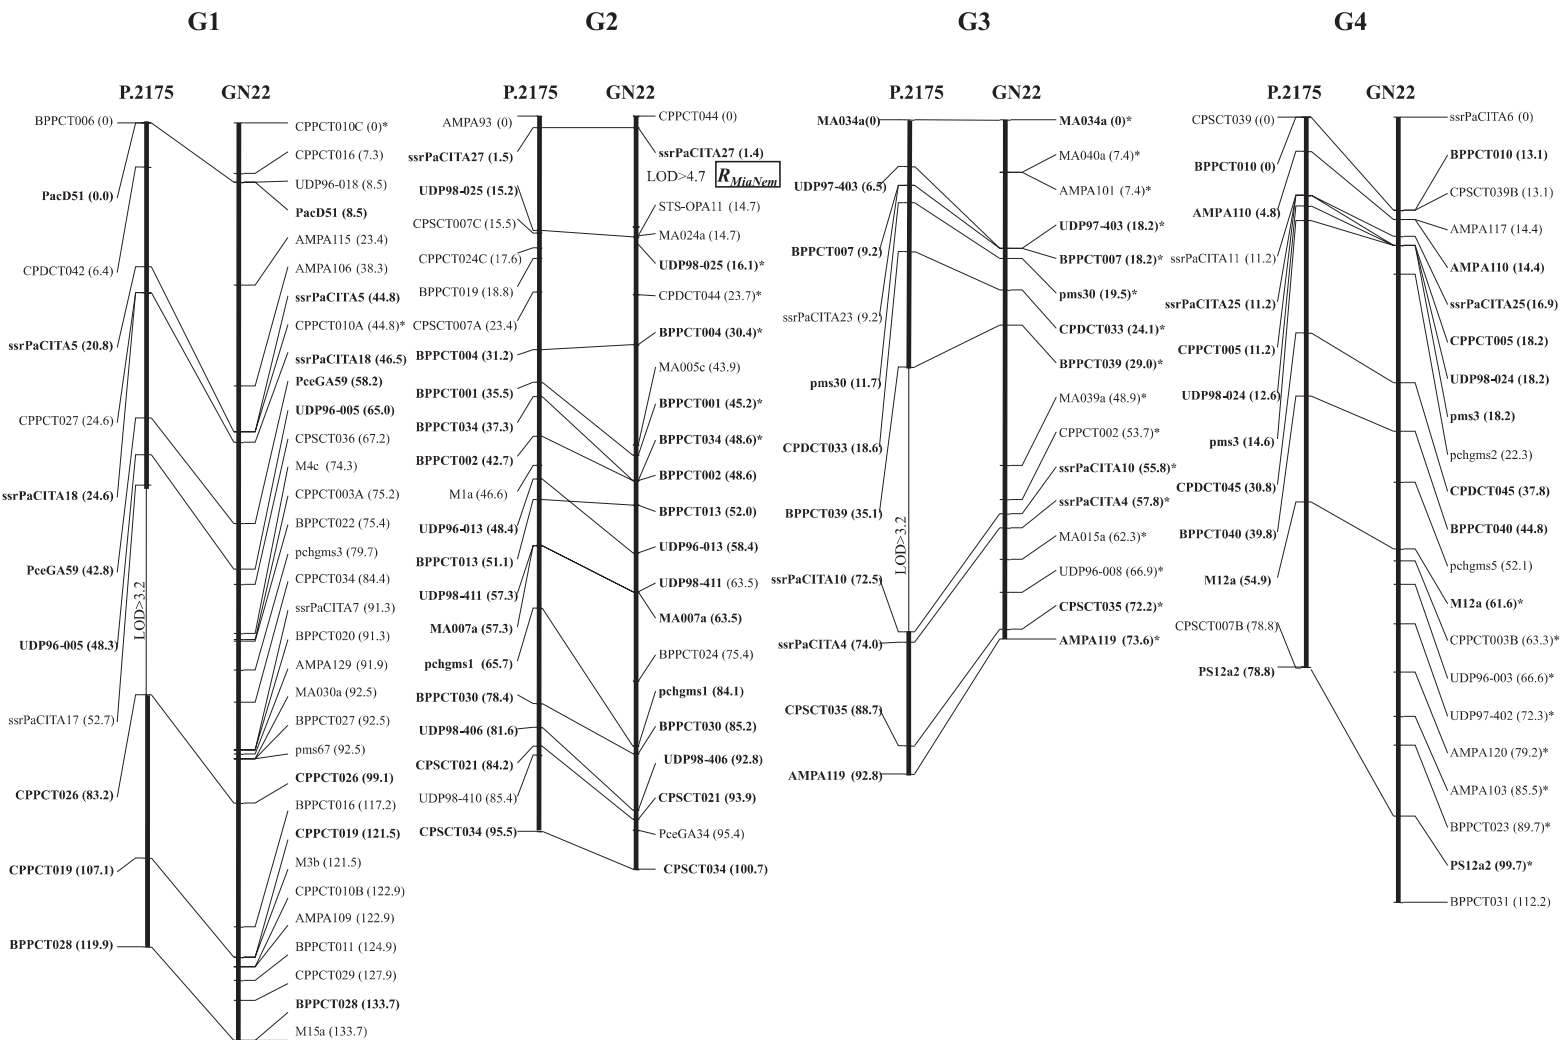 G1
P.2175
GN22
BPPCT006 (0)
PacD51 (0.0)
CPDCT042 (6.4)
ssrPaCITA5 (20.8)
CPPCT027 (24.6)
ssrPaCITA18 (24.6)
PceGA59 (42.8)
LOD>3.2
UDP96-005 (48.3)
ssrPaCITA17 (52.7)
CPPCT026 (83.2)
CPPCT019 (107.1)
BPPCT028 (119.9)
CPPCT010C (0)*
CPPCT016 (7.3)
UDP96-018 (8.5)
PacD51 (8.5)
AMPA115 (23.4)
AMPA106 (38.3)
ssrPaCITA5 (44.8)
CPPCT010A (44.8)*
ssrPaCITA18 (46.5)
PceGA59 (58.2)
UDP96-005 (65.0)
CPSCT036 (67.2)
M4c (74.3)
CPPCT003A (75.2)
BPPCT022 (75.4)
pchgms3 (79.7)
CPPCT034 (84.4)
ssrPaCITA7 (91.3)
BPPCT020 (91.3)
AMPA129 (91.9)
MA030a (92.5)
BPPCT027 (92.5)
pms67 (92.5)
CPPCT026 (99.1)
BPPCT016 (117.2)
CPPCT019 (121.5)
M3b (121.5)
CPPCT010B (122.9)
AMPA109 (122.9)
BPPCT011 (124.9)
CPPCT029 (127.9)
BPPCT028 (133.7)
M15a (133.7)
G2
P.2175
GN22
AMPA93 (0)
ssrPaCITA27 (1.5)
UDP98-025 (15.2)
CPSCT007C (15.5)
CPPCT024C (17.6)
BPPCT019 (18.8)
CPSCT007A (23.4)
BPPCT004 (31.2)
BPPCT001 (35.5)
BPPCT034 (37.3)
BPPCT002 (42.7)
M1a (46.6)
UDP96-013 (48.4)
BPPCT013 (51.1)
UDP98-411 (57.3)
MA007a (57.3)
pchgms1 (65.7)
BPPCT030 (78.4)
UDP98-406 (81.6)
CPSCT021 (84.2)
UDP98-410 (85.4)
CPSCT034 (95.5)
CPPCT044 (0)
ssrPaCITA27 (1.4)
LOD>4.7 RMiaNem
STS-OPA11 (14.7)
MA024a (14.7)
UDP98-025 (16.1)*
CPDCT044 (23.7)*
BPPCT004 (30.4)*
MA005c (43.9)
BPPCT001 (45.2)*
BPPCT034 (48.6)*
BPPCT002 (48.6)
BPPCT013 (52.0)
UDP96-013 (58.4)
UDP98-411 (63.5)
MA007a (63.5)
BPPCT024 (75.4)
pchgms1 (84.1)
BPPCT030 (85.2)
UDP98-406 (92.8)
CPSCT021 (93.9)
PceGA34 (95.4)
CPSCT034 (100.7)
G3
P.2175
GN22
MA034a(0)
UDP97-403 (6.5)
BPPCT007 (9.2)
ssrPaCITA23 (9.2)
pms30 (11.7)
CPDCT033 (18.6)
BPPCT039 (35.1)
LOD>3.2
ssrPaCITA10 (72.5)
ssrPaCITA4 (74.0)
CPSCT035 (88.7)
AMPA119 (92.8)
MA034a (0)*
MA040a (7.4)*
AMPA101 (7.4)*
UDP97-403 (18.2)*
BPPCT007 (18.2)*
pms30 (19.5)*
CPDCT033 (24.1)*
BPPCT039 (29.0)*
MA039a (48.9)*
CPPCT002 (53.7)*
ssrPaCITA10 (55.8)*
ssrPaCITA4 (57.8)*
MA015a (62.3)*
UDP96-008 (66.9)*
CPSCT035 (72.2)*
AMPA119 (73.6)*
G4
P.2175
GN22
CPSCT039 ((0)
BPPCT010 (0)
AMPA110 (4.8)
ssrPaCITA11 (11.2)
ssrPaCITA25 (11.2)
CPPCT005 (11.2)
UDP98-024 (12.6)
pms3 (14.6)
CPDCT045 (30.8)
BPPCT040 (39.8)
M12a (54.9)
CPSCT007B (78.8)
PS12a2 (78.8)
ssrPaCITA6 (0)
BPPCT010 (13.1)
CPSCT039B (13.1)
AMPA117 (14.4)
AMPA110 (14.4)
ssrPaCITA25(16.9)
CPPCT005 (18.2)
UDP98-024 (18.2)
pms3 (18.2)
pchgms2 (22.3)
CPDCT045 (37.8)
BPPCT040 (44.8)
pchgms5 (52.1)
M12a (61.6)*
CPPCT003B (63.3)*
UDP96-003 (66.6)*
UDP97-402 (72.3)*
AMPA120 (79.2)*
AMPA103 (85.5)*
BPPCT023 (89.7)*
PS12a2 (99.7)*
BPPCT031 (112.2)